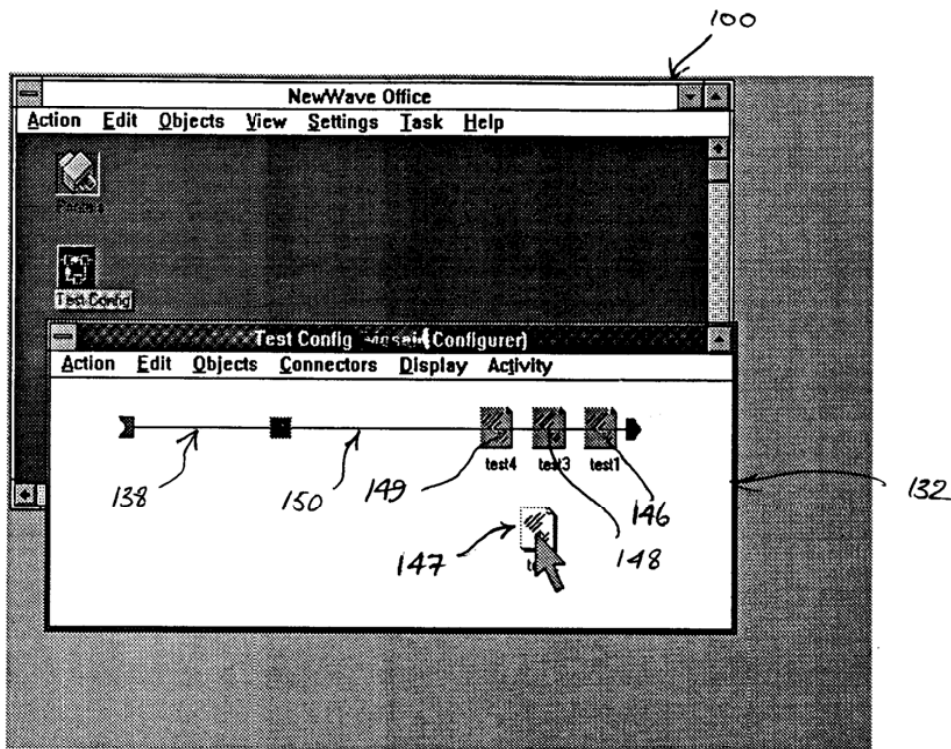 100
NewWave Office
Action Edit Objects View Settings Task Help
Test Config
Test Config (Configurer)
Action Edit Objects Connectors Display Activity
test4 test3 test1
138 150 149 146 132
147 148